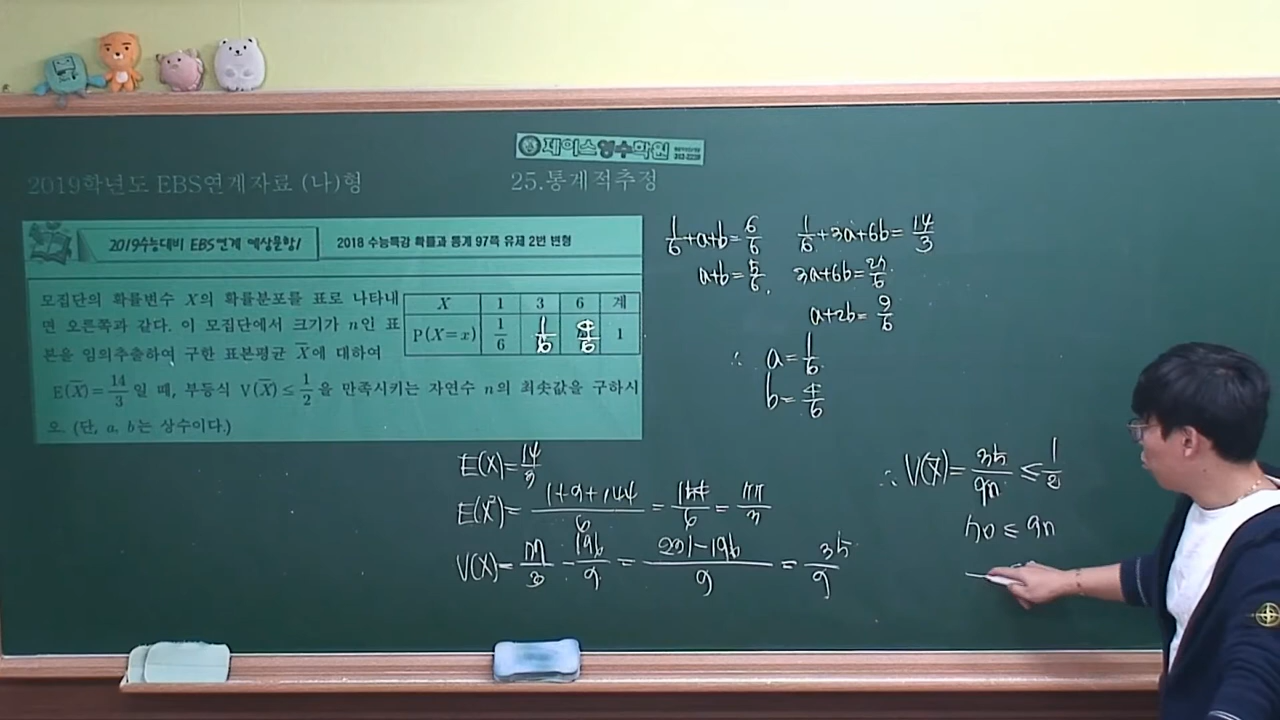 제이스영수학원
2019학년도 EBS연계자료 (나)형
25.통계적추정
2019수능대비 EBS연계 예상문항1
2018 수능특강 확률과 통계 97쪽 유제 2번 변형
모집단의 확률변수 X의 확률분포를 표로 나타내
면 오른쪽과 같다. 이 모집단에서 크기가 n인 표
본을 임의추출하여 구한 표본평균 X̄에 대하여
X 1 3 6 계
P(X=x) 1/6 1/6 4/6 1
E(X̄)=14/3일 때, 부등식 V(X̄)≤1/2을 만족시키는 자연수 n의 최솟값을 구하시
오. (단, a, b는 상수이다.)
1/6+a+b=6/6
a+b=5/6
1/6+3a+6b=14/3
3a+6b=27/6
a+2b=9/6
∴ a=1/6
b=4/6
E(X)=14/3
E(X²)=(1+9+144)/6=154/6=77/3
V(X)=77/3-196/9=(231-196)/9=35/9
∴ V(X̄)=35/9n≤1/2
70≤9n